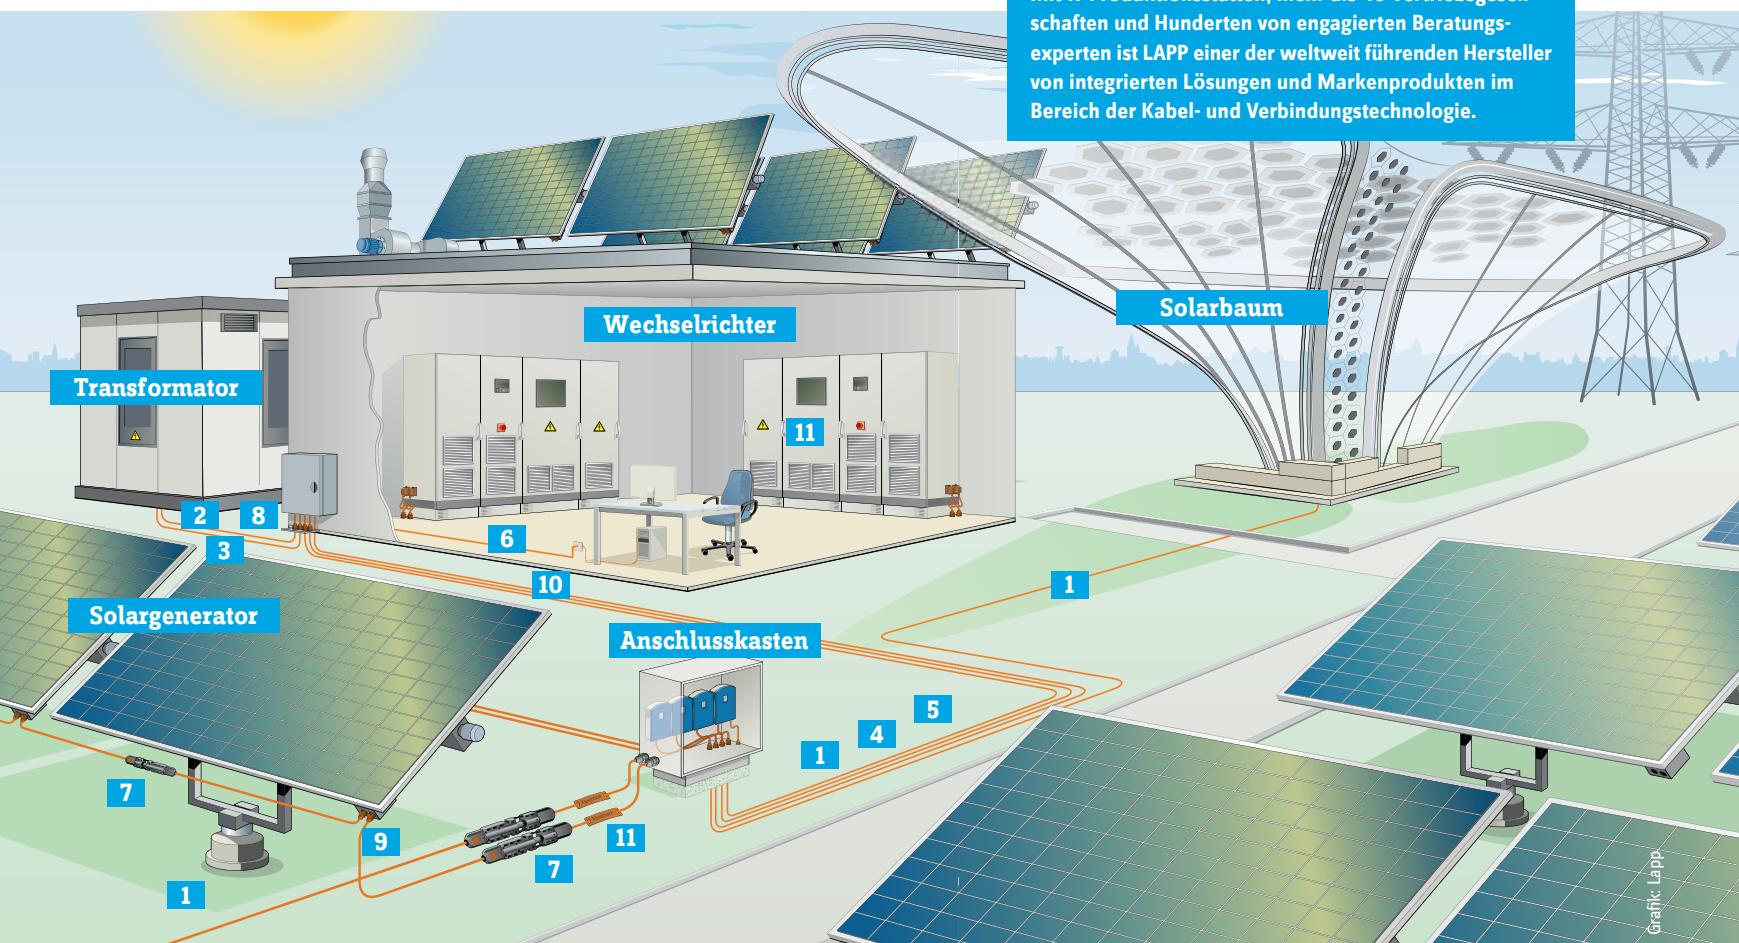 schaften und Hunderten von engagierten Beratungs-
experten ist LAPP einer der weltweit führenden Hersteller
von integrierten Lösungen und Markenprodukten im
Bereich der Kabel- und Verbindungstechnologie.
Solarbaum
Wechselrichter
Transformator
11
2
8
3
6
10
1
Solargenerator
Anschlusskasten
5
4
1
7
9
11
7
1
Grafik: Lapp